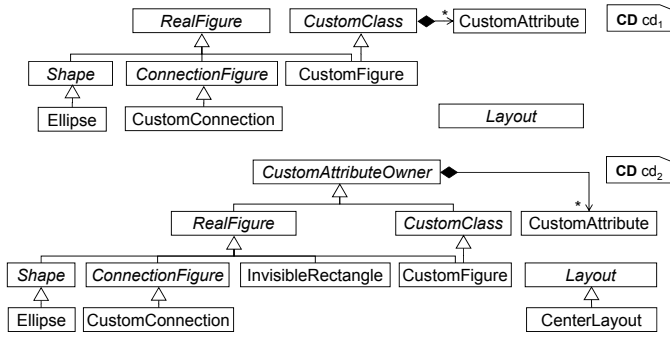 RealFigure CustomClass * CustomAttribute CD cd₁
Shape ConnectionFigure CustomFigure
Ellipse CustomConnection Layout
CustomAttributeOwner CD cd₂
*
RealFigure CustomClass CustomAttribute
Shape ConnectionFigure InvisibleRectangle CustomFigure Layout
Ellipse CustomConnection CenterLayout